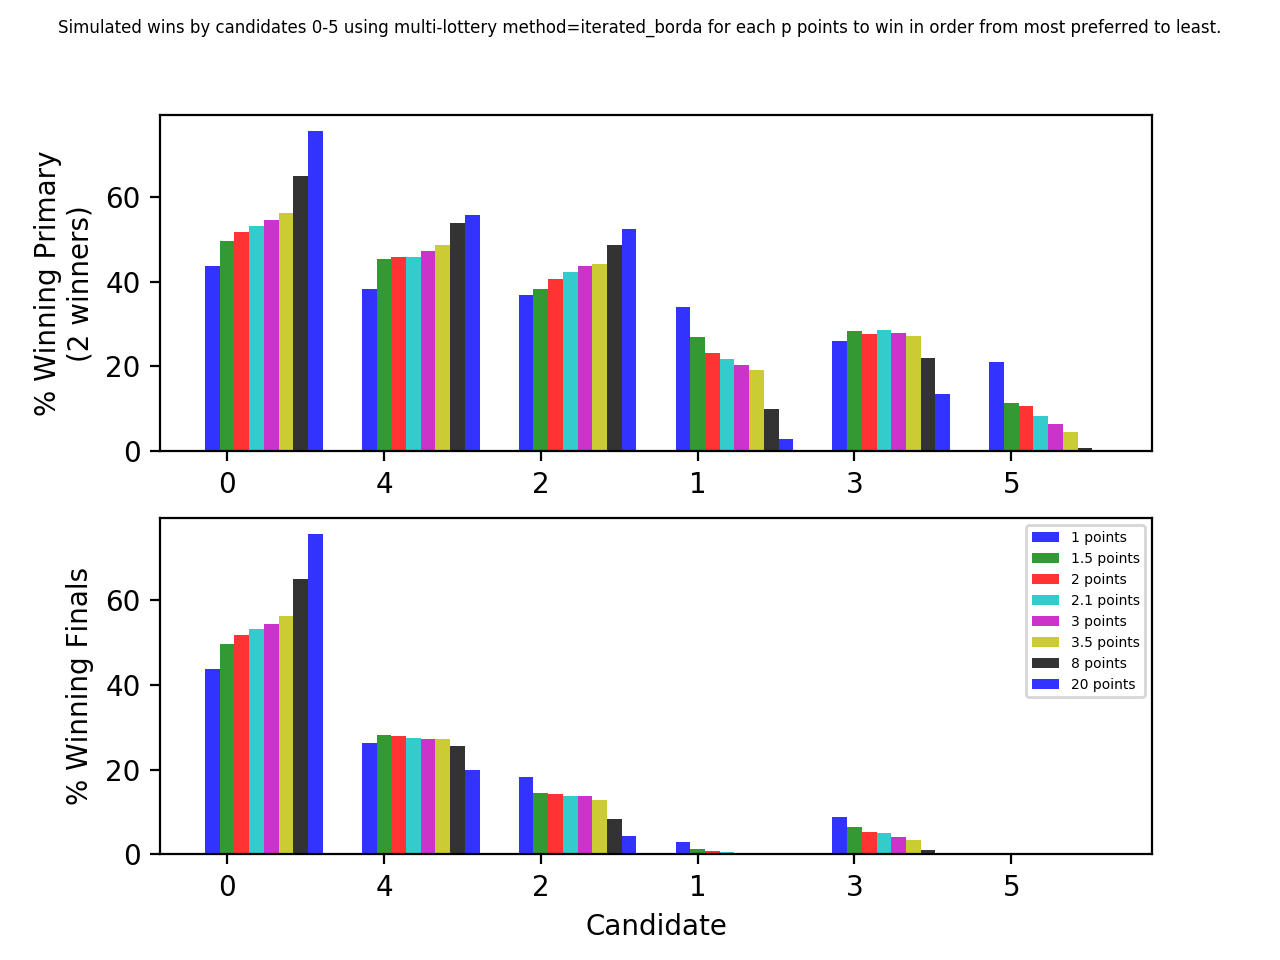 Simulated wins by candidates 0-5 using multi-lottery method=iterated_borda for each p points to win in order from most preferred to least.
% Winning Primary
(2 winners)
60
40
20
0
0 4 2 1 3 5
% Winning Finals
60
40
20
0
1 points
1.5 points
2 points
2.1 points
3 points
3.5 points
8 points
20 points
0 4 2 1 3 5
Candidate